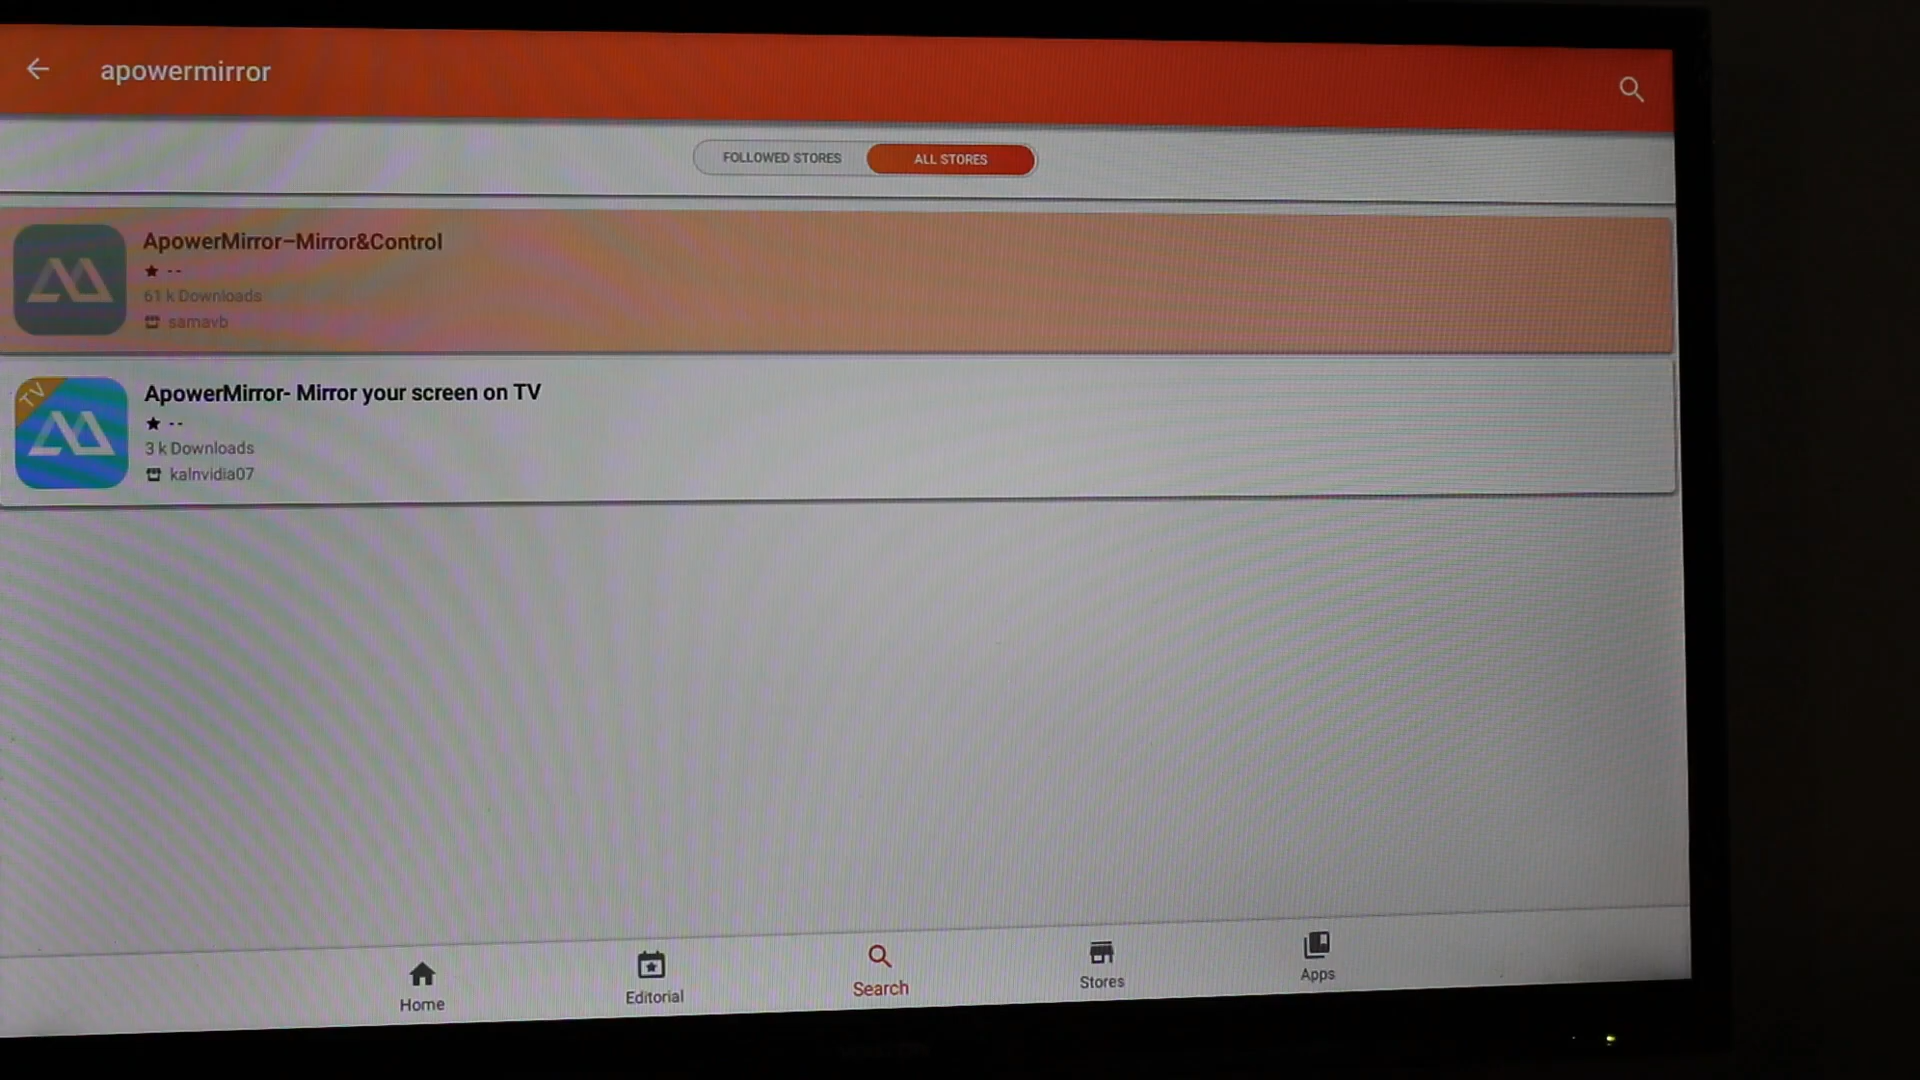 apowermirror
FOLLOWED STORES
ALL STORES
ApowerMirror–Mirror&Control
★ --
61 k Downloads
samavb
TV
ApowerMirror- Mirror your screen on TV
★ --
3 k Downloads
kalnvidia07
Home
Editorial
Search
Stores
Apps